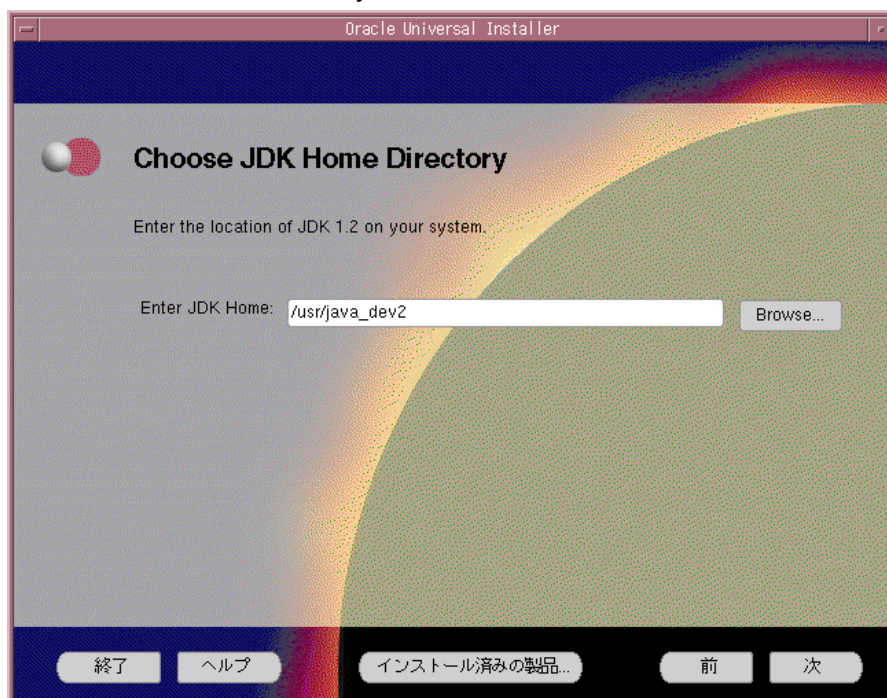 Oracle Universal Installer
Choose JDK Home Directory
Enter the location of JDK 1.2 on your system.
Enter JDK Home: /usr/java_dev2 Browse...
終了 ヘルプ インストール済みの製品... 前 次